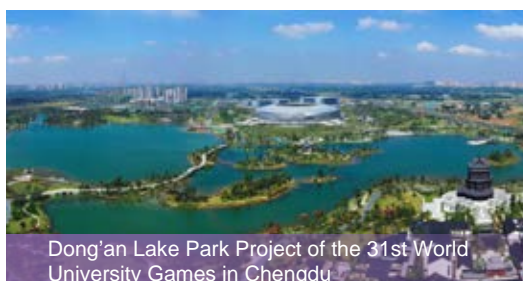 Dong'an Lake Park Project of the 31st World
University Games in Chengdu